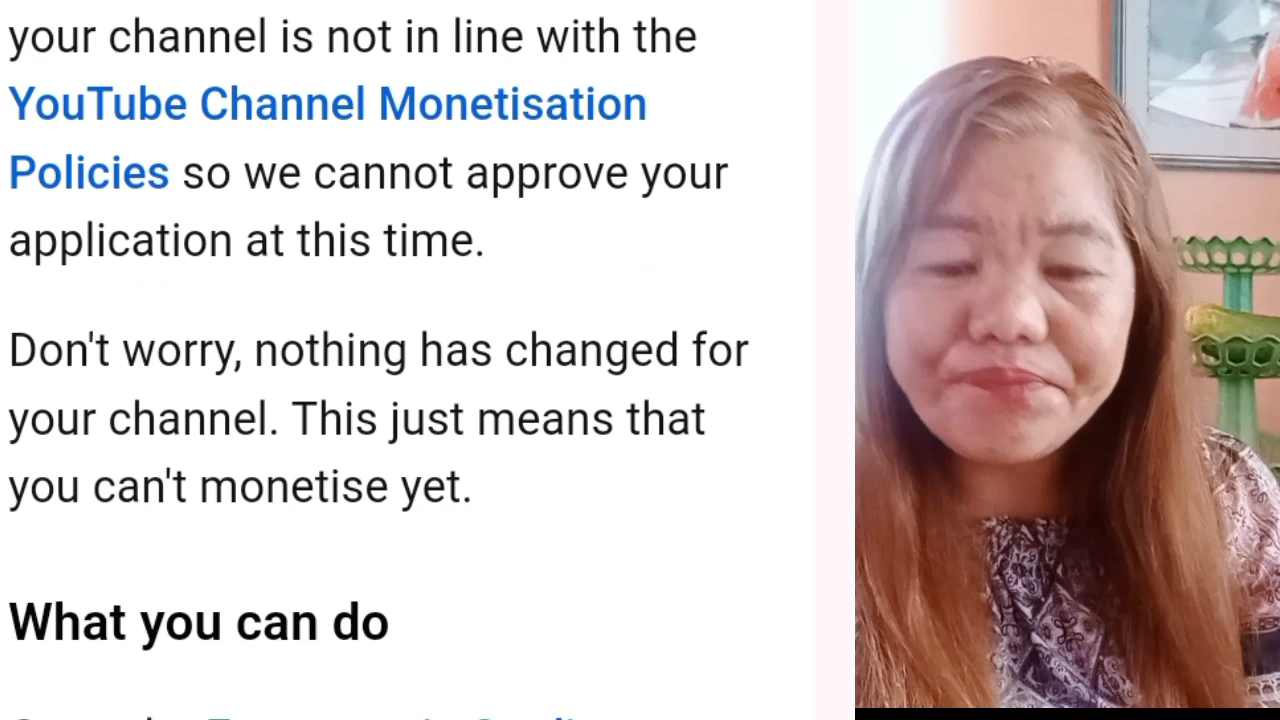 your channel is not in line with the
YouTube Channel Monetisation
Policies so we cannot approve your
application at this time.
Don't worry, nothing has changed for
your channel. This just means that
you can't monetise yet.
What you can do